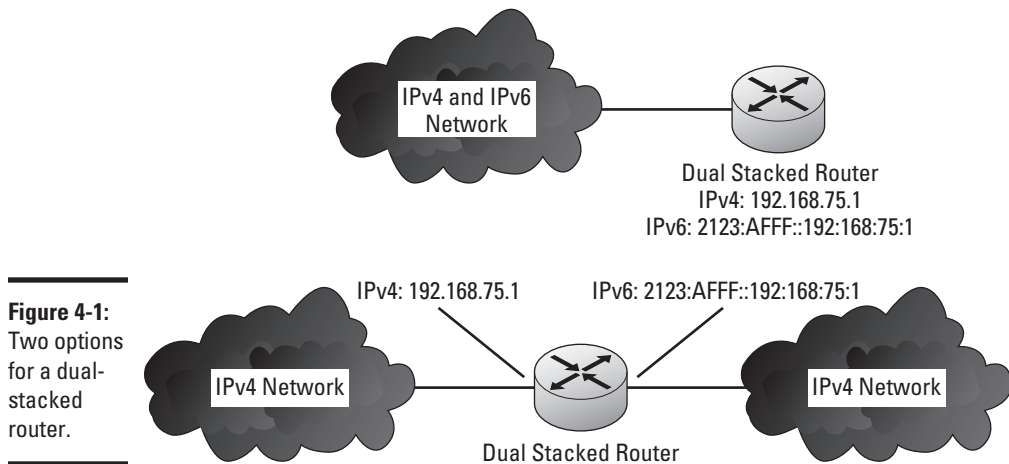 IPv4 and IPv6
Network
Dual Stacked Router
IPv4: 192.168.75.1
IPv6: 2123:AFFF::192:168:75:1
Figure 4-1:
Two options
for a dual-
stacked
router.
IPv4: 192.168.75.1
IPv6: 2123:AFFF::192:168:75:1
IPv4 Network
IPv4 Network
Dual Stacked Router